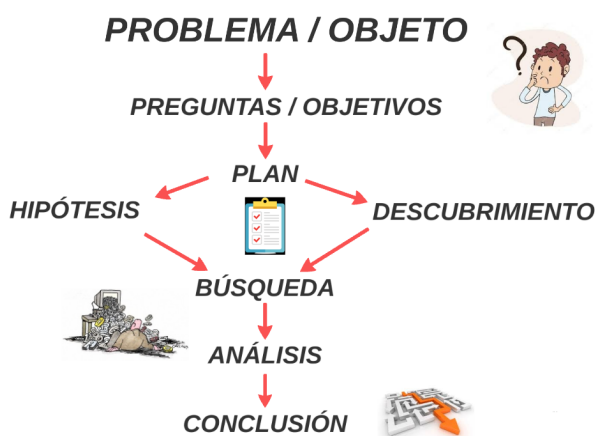 PROBLEMA / OBJETO
PREGUNTAS / OBJETIVOS
PLAN
HIPÓTESIS
DESCUBRIMIENTO
BÚSQUEDA
ANÁLISIS
CONCLUSIÓN